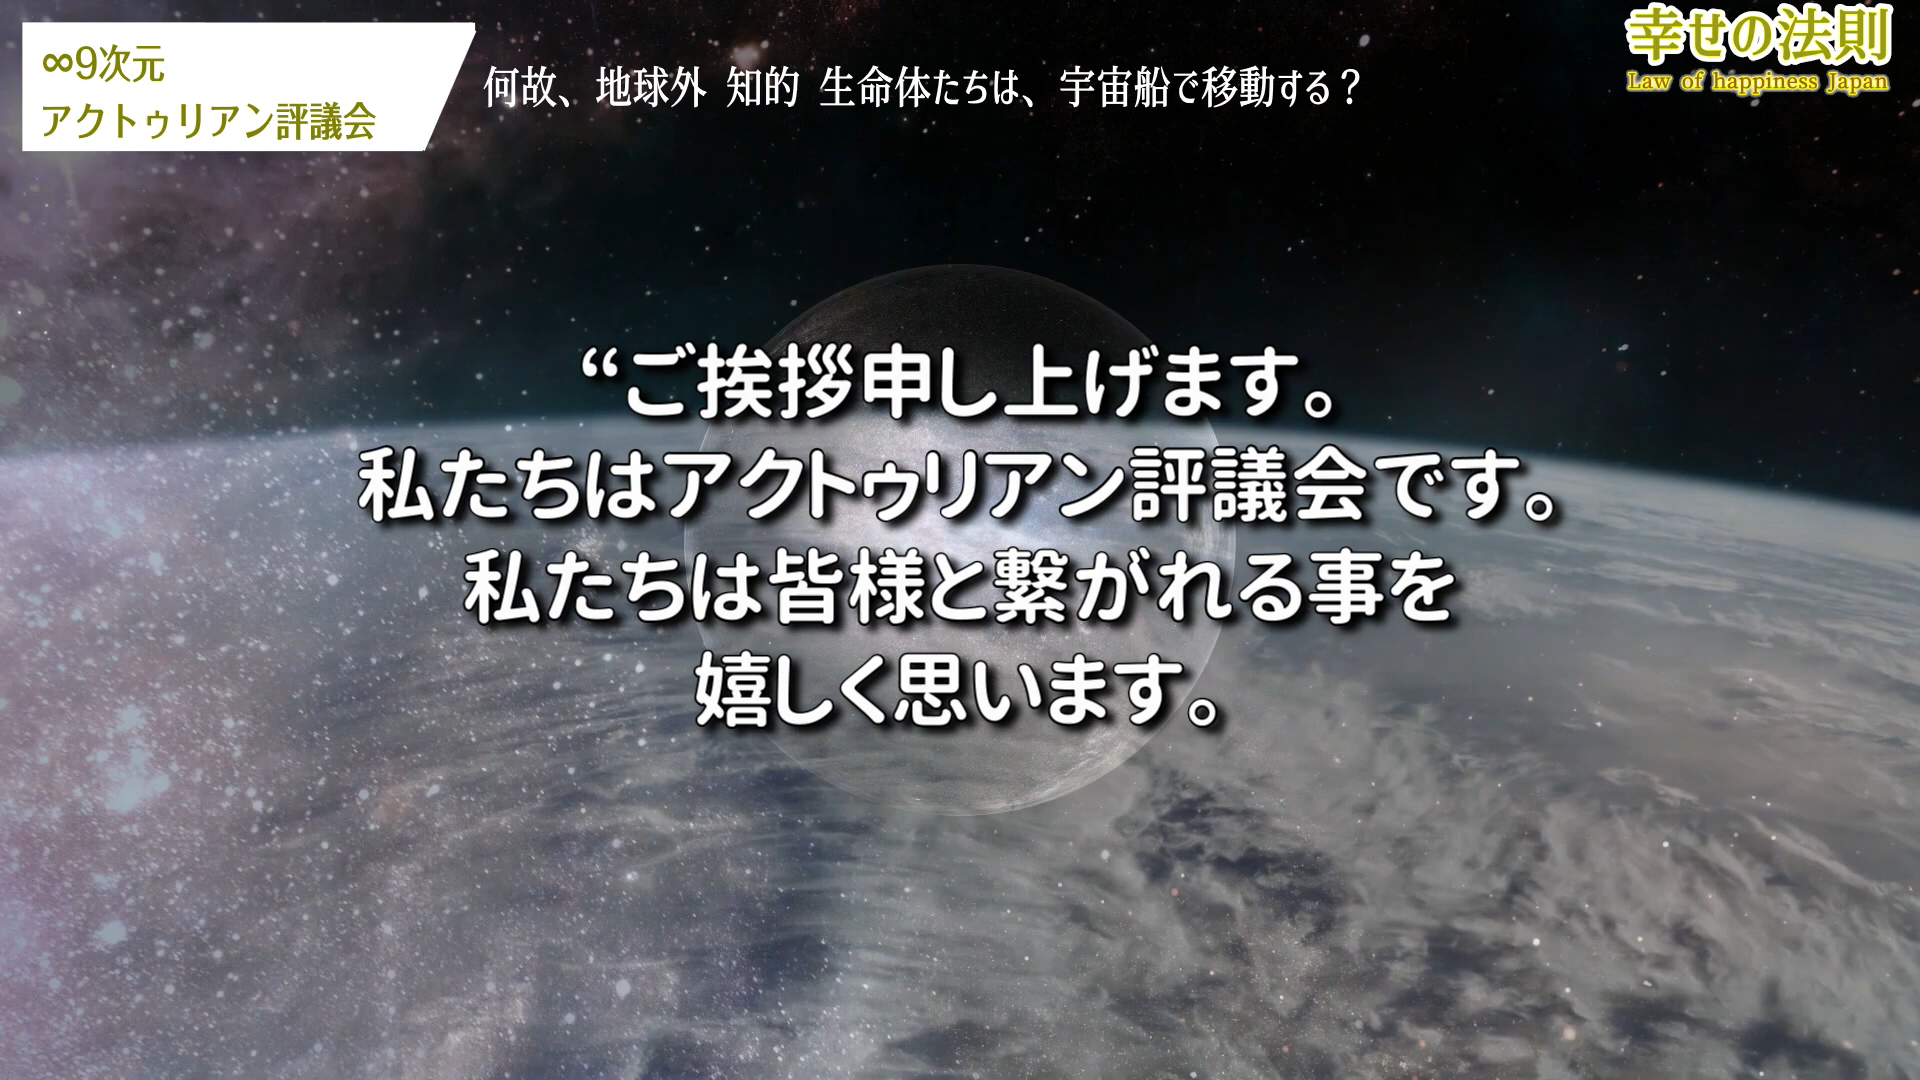 ∞9次元
アクトゥリアン評議会
何故、地球外 知的 生命体たちは、宇宙船で移動する？
幸せの法則
Law of happiness Japan
“ご挨拶申し上げます。
私たちはアクトゥリアン評議会です。
私たちは皆様と繋がれる事を
嬉しく思います。